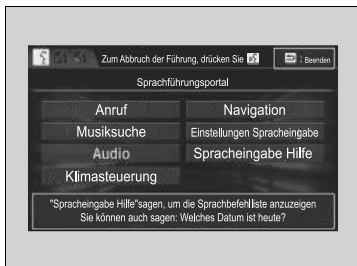 Zum Abbruch der Führung, drücken Sie
: Beenden
Sprachführungsportal
Anruf
Navigation
Musiksuche
Einstellungen Spracheingabe
Audio
Spracheingabe Hilfe
Klimasteuerung
"Spracheingabe Hilfe"sagen, um die Sprachbefehlliste anzuzeigen
Sie können auch sagen: Welches Datum ist heute?